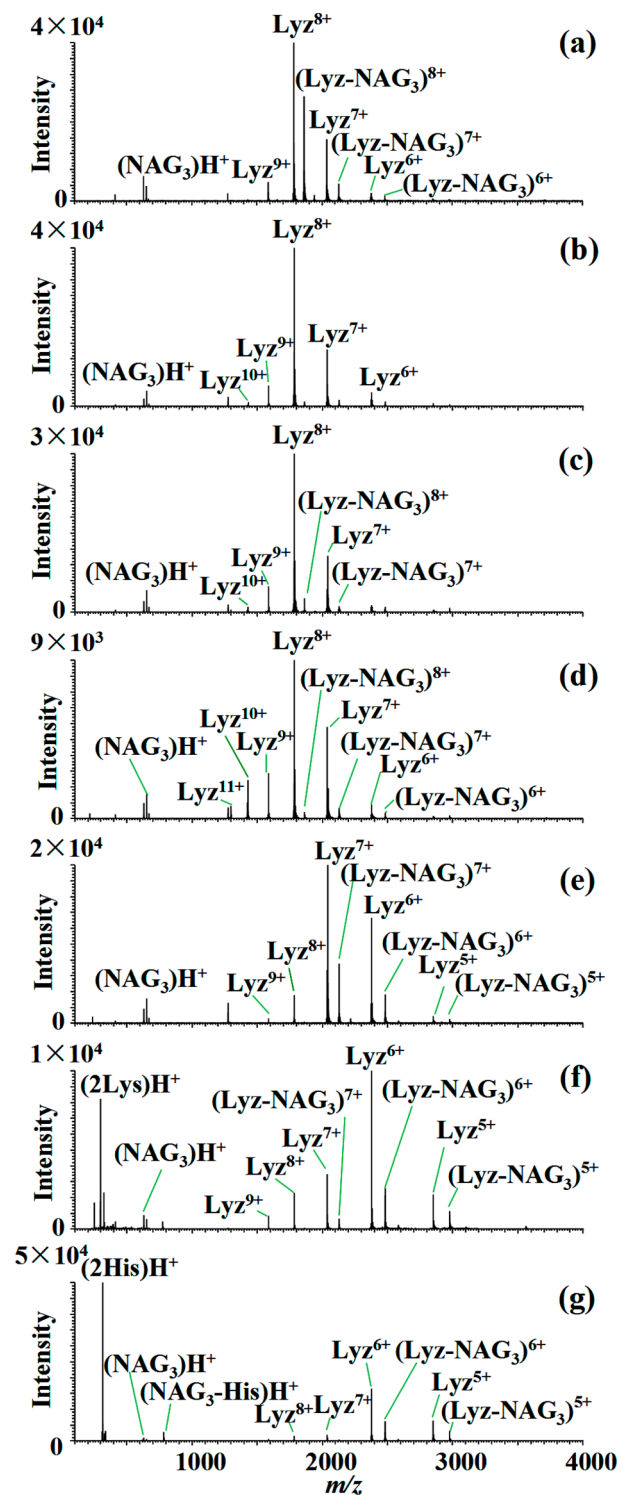 4×10⁴
Lyz⁸⁺
(a)
(Lyz-NAG₃)⁸⁺
Lyz⁷⁺
(NAG₃)H⁺
Lyz⁹⁺
(Lyz-NAG₃)⁷⁺
Lyz⁶⁺
(Lyz-NAG₃)⁶⁺
Intensity
0
4×10⁴
Lyz⁸⁺
(b)
Lyz⁹⁺
Lyz⁷⁺
(NAG₃)H⁺
Lyz¹⁰⁺
Lyz⁶⁺
Intensity
0
3×10⁴
Lyz⁸⁺
(c)
(Lyz-NAG₃)⁸⁺
Lyz⁹⁺
Lyz⁷⁺
(NAG₃)H⁺
Lyz¹⁰⁺
(Lyz-NAG₃)⁷⁺
Intensity
0
9×10³
Lyz⁸⁺
(d)
(Lyz-NAG₃)⁸⁺
Lyz¹⁰⁺
Lyz⁷⁺
(NAG₃)H⁺
Lyz⁹⁺
(Lyz-NAG₃)⁷⁺
Lyz⁶⁺
Lyz¹¹⁺
(Lyz-NAG₃)⁶⁺
Intensity
0
2×10⁴
Lyz⁷⁺
(e)
(Lyz-NAG₃)⁷⁺
Lyz⁶⁺
Lyz⁸⁺
(Lyz-NAG₃)⁶⁺
(NAG₃)H⁺
Lyz⁹⁺
Lyz⁵⁺
(Lyz-NAG₃)⁵⁺
Intensity
0
1×10⁴
Lyz⁶⁺
(f)
(2Lys)H⁺
(Lyz-NAG₃)⁷⁺
(Lyz-NAG₃)⁶⁺
(NAG₃)H⁺
Lyz⁷⁺
Lyz⁵⁺
Lyz⁸⁺
(Lyz-NAG₃)⁵⁺
Lyz⁹⁺
Intensity
0
5×10⁴
(2His)H⁺
(g)
(NAG₃)H⁺
Lyz⁶⁺
(Lyz-NAG₃)⁶⁺
(NAG₃-His)H⁺
Lyz⁸⁺
Lyz⁷⁺
Lyz⁵⁺
(Lyz-NAG₃)⁵⁺
Intensity
0
1000 2000 3000 4000
m/z